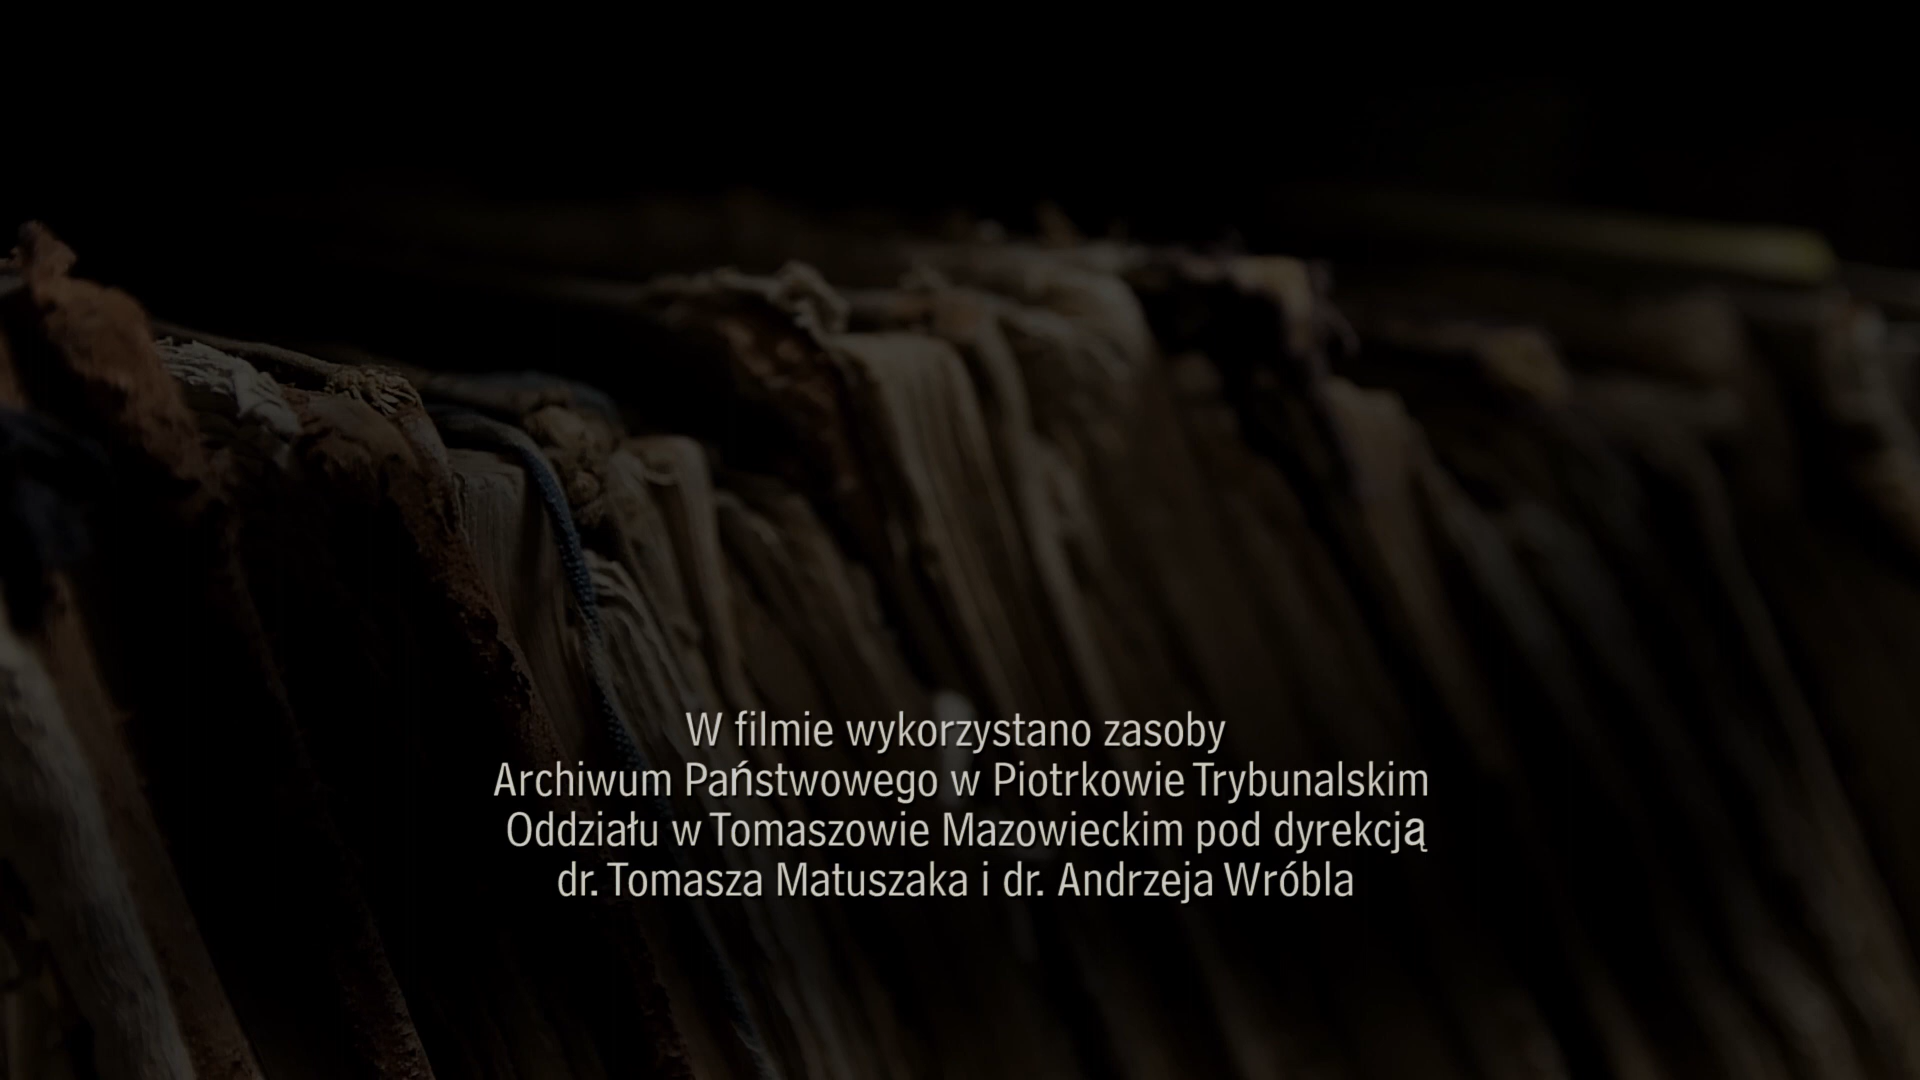 W filmie wykorzystano zasoby
Archiwum Państwowego w Piotrkowie Trybunalskim
Oddziału w Tomaszowie Mazowieckim pod dyrekcją
dr. Tomasza Matuszaka i dr. Andrzeja Wróbla